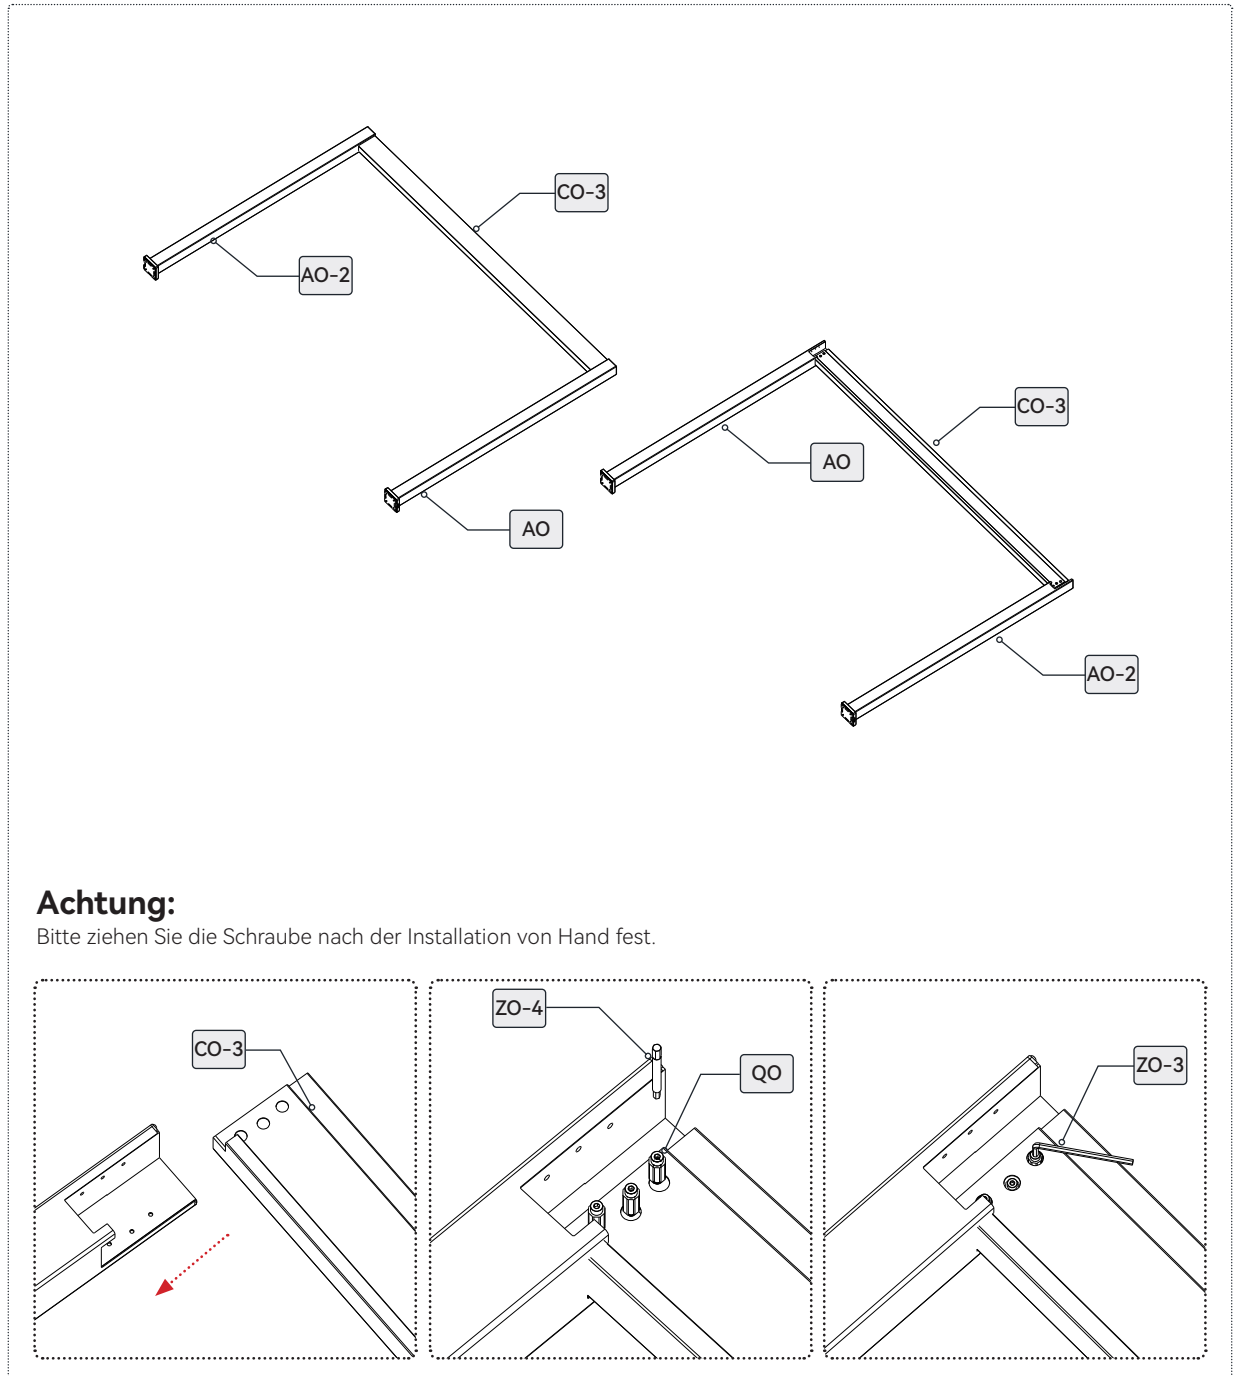 CO-3
AO-2
CO-3
AO
AO
AO-2
Achtung:
Bitte ziehen Sie die Schraube nach der Installation von Hand fest.
CO-3
ZO-4
QO
ZO-3